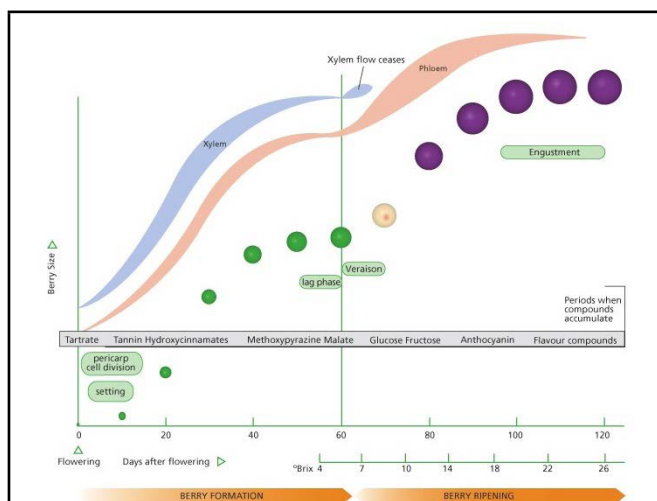 Xylem flow ceases
Phloem
Xylem
Engustment
Berry Size
Veraison
lag phase
Periods when
compounds
accumulate
Tartrate Tannin Hydroxycinnamates Methoxypyrazine Malate Glucose Fructose Anthocyanin Flavour compounds
pericarp
cell division
setting
0 20 40 60 80 100 120
Flowering Days after flowering
°Brix 4 7 10 14 18 22 26
BERRY FORMATION BERRY RIPENING